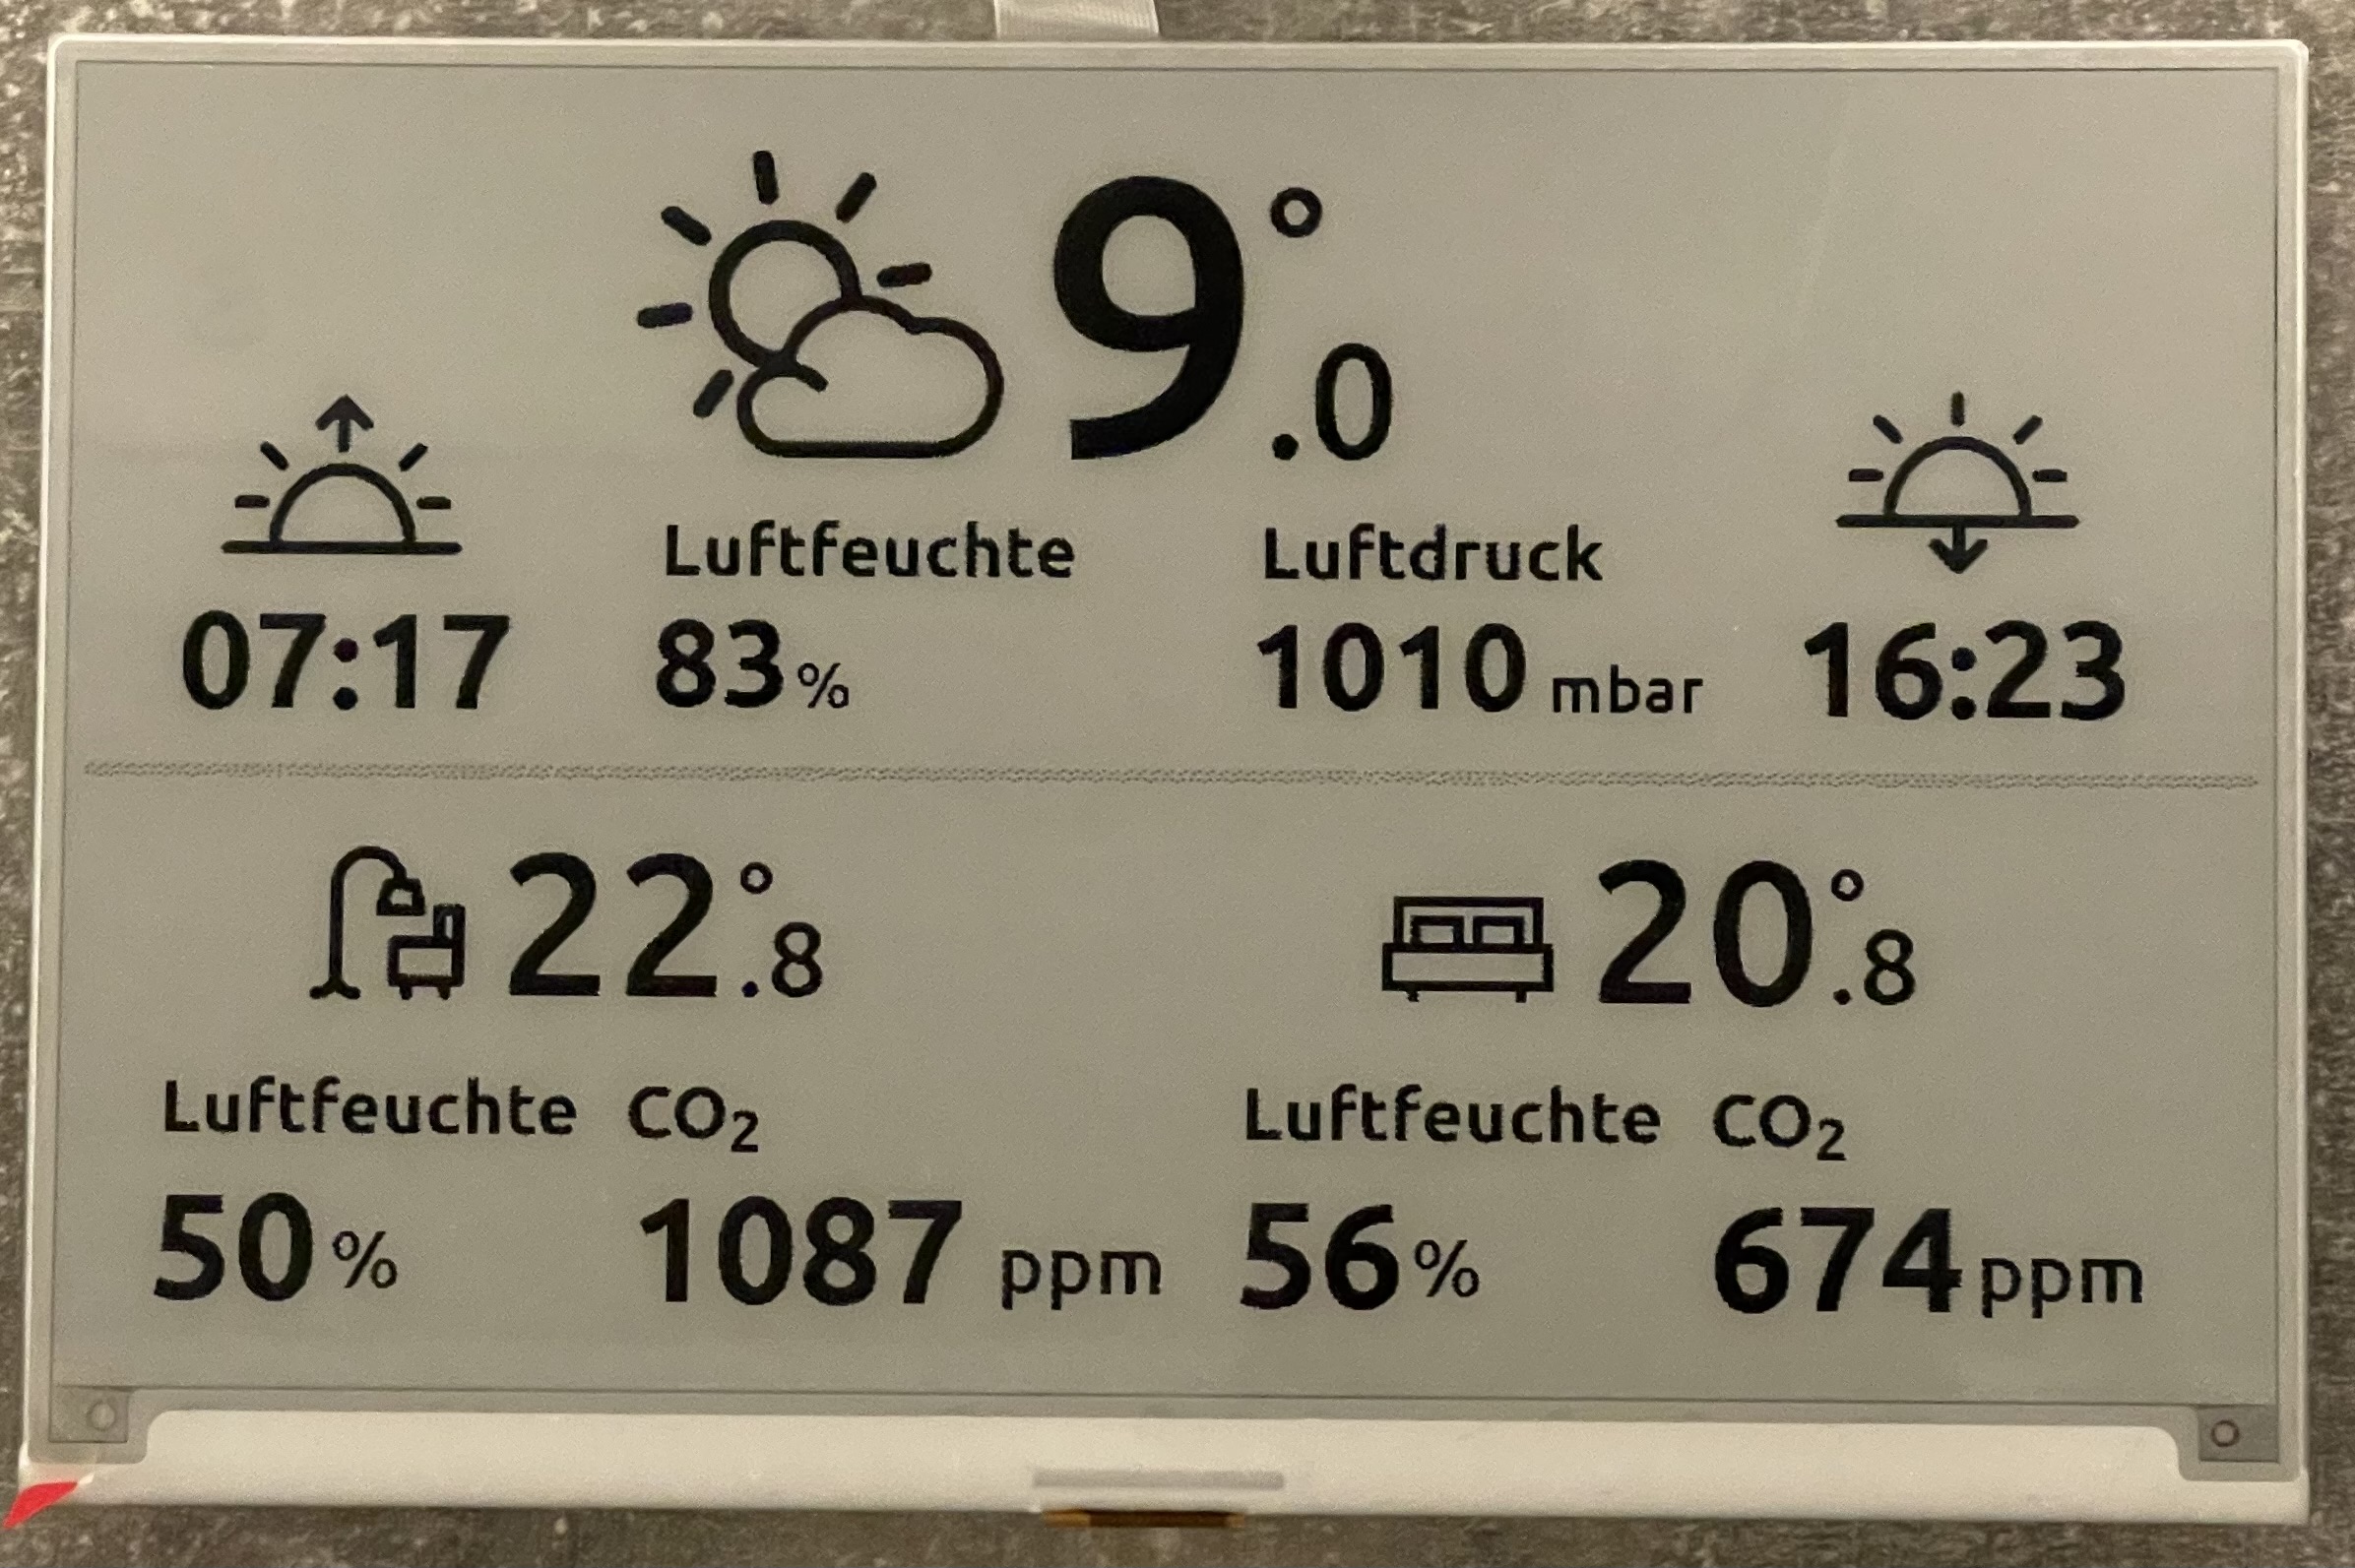 9°.0
Luftfeuchte Luftdruck
07:17 83 % 1010 mbar 16:23
22°.8 20°.8
Luftfeuchte CO₂ Luftfeuchte CO₂
50 % 1087 ppm 56 % 674 ppm